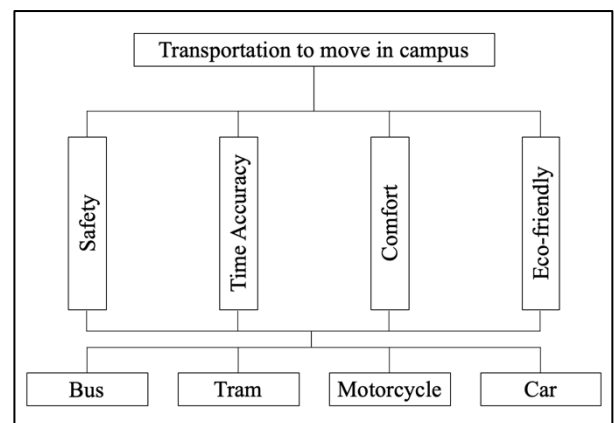 Transportation to move in campus
Safety
Time Accuracy
Comfort
Eco-friendly
Bus
Tram
Motorcycle
Car